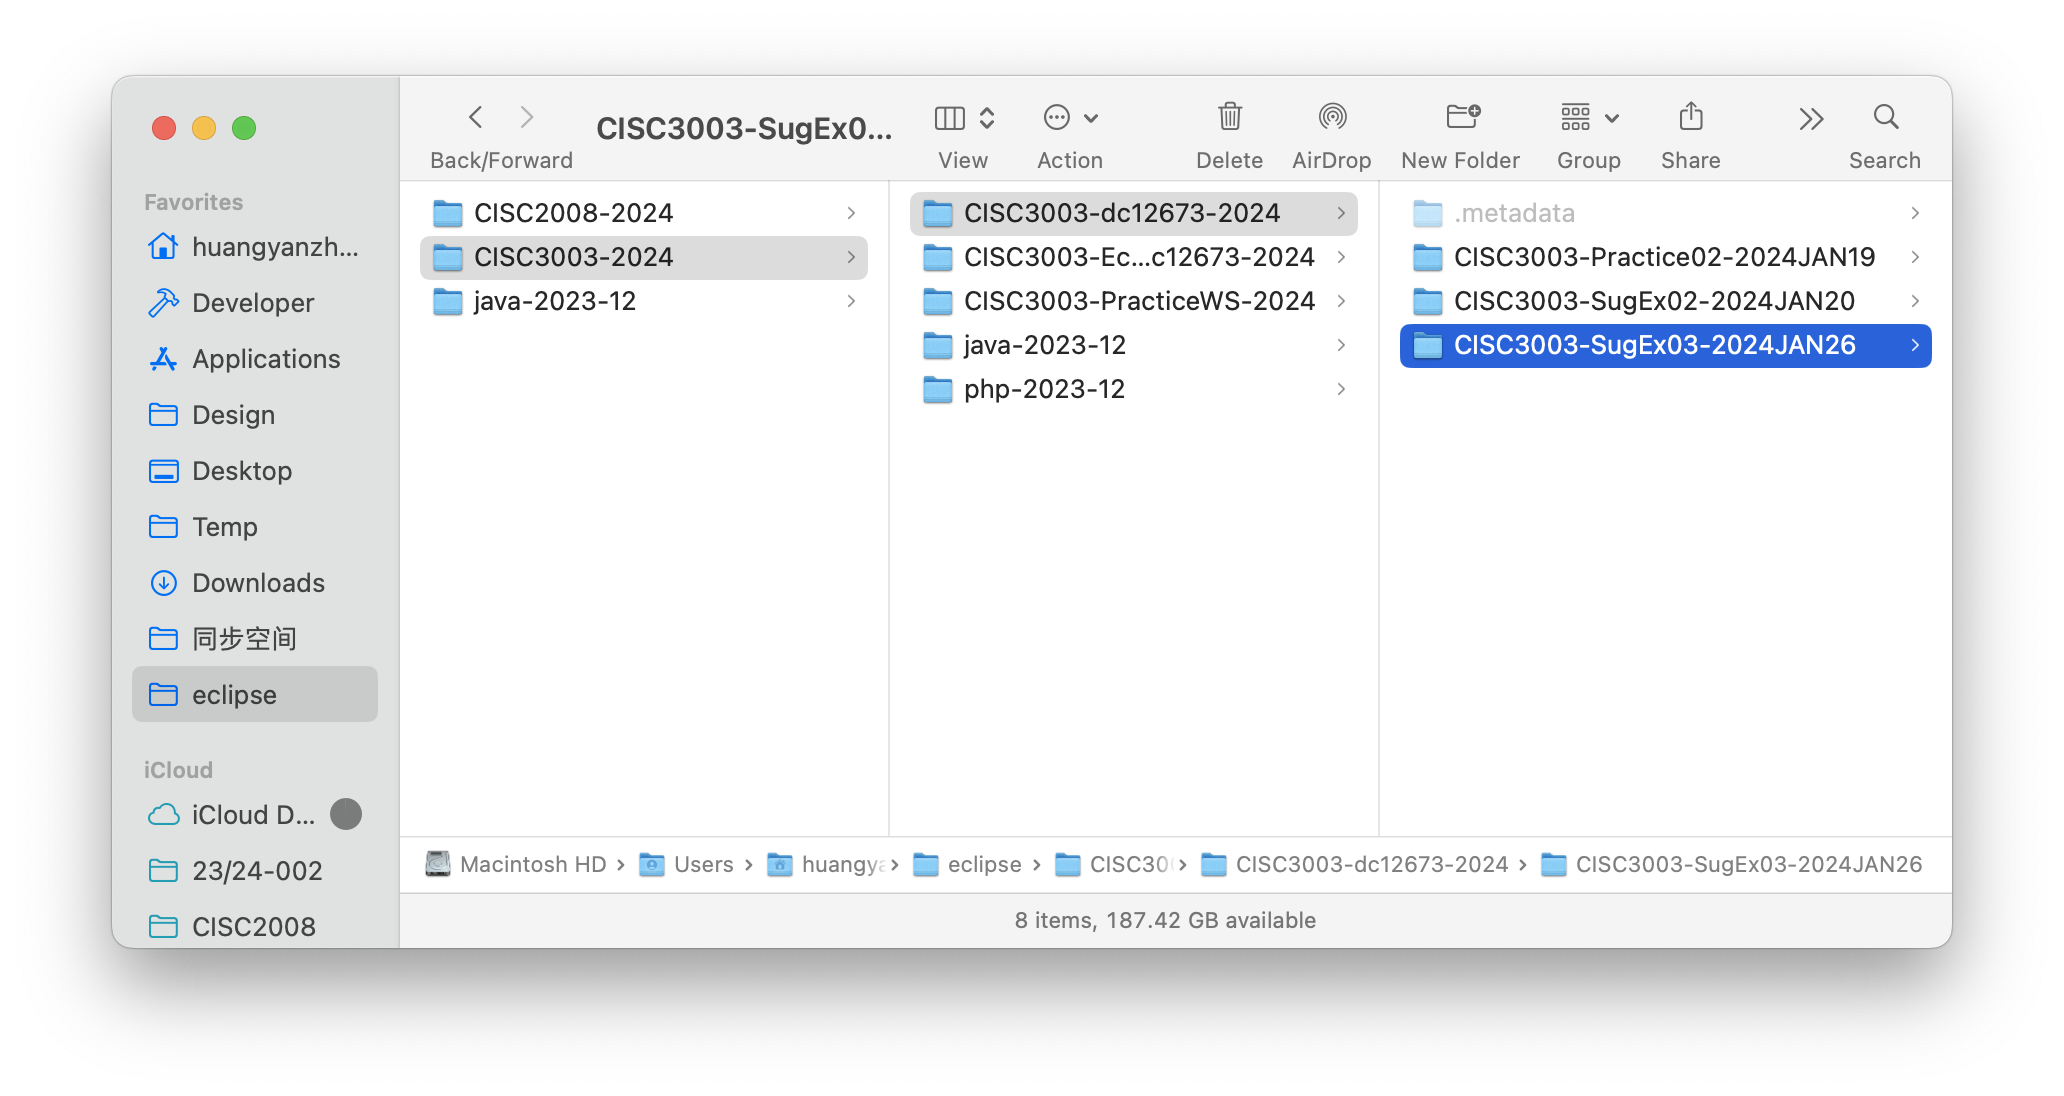 CISC3003-SugEx0...
Back/Forward
View
Action
Delete
AirDrop
New Folder
Group
Share
Search
Favorites
huangyanzh...
Developer
Applications
Design
Desktop
Temp
Downloads
同步空间
eclipse
iCloud
iCloud D...
23/24-002
CISC2008
CISC2008-2024
CISC3003-2024
java-2023-12
CISC3003-dc12673-2024
CISC3003-Ec...c12673-2024
CISC3003-PracticeWS-2024
java-2023-12
php-2023-12
.metadata
CISC3003-Practice02-2024JAN19
CISC3003-SugEx02-2024JAN20
CISC3003-SugEx03-2024JAN26
Macintosh HD › Users › huangya › eclipse › CISC30 › CISC3003-dc12673-2024 › CISC3003-SugEx03-2024JAN26
8 items, 187.42 GB available